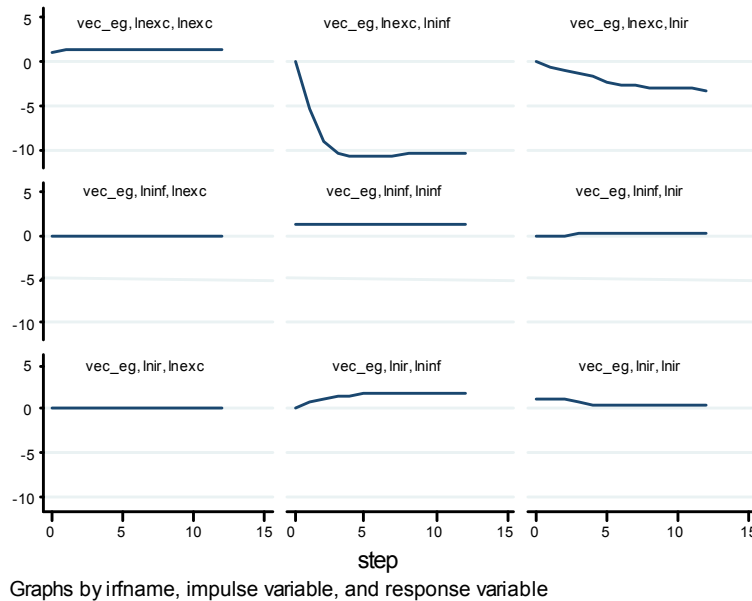 vec_eg, lnexc, lnexc
vec_eg, lnexc, lninf
vec_eg, lnexc, lnir
5
0
-5
-10
vec_eg, lninf, lnexc
vec_eg, lninf, lninf
vec_eg, lninf, lnir
5
0
-5
-10
vec_eg, lnir, lnexc
vec_eg, lnir, lninf
vec_eg, lnir, lnir
5
0
-5
-10
0 5 10 15 0 5 10 15 0 5 10 15
step
Graphs by irfname, impulse variable, and response variable